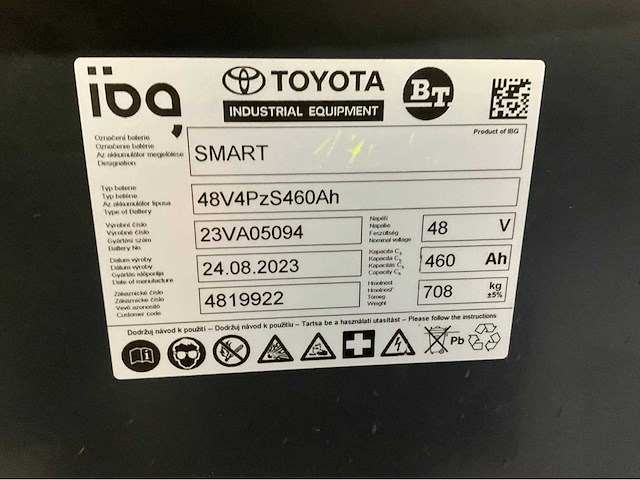 iba TOYOTA BT
INDUSTRIAL EQUIPMENT
Product of IBG
Označení baterie
Označenie batérie
Az akkumulátor megjelölése
Designation
SMART
Typ baterie
Typ batérie
Az akkumulátor típusa
Type of Battery
48V4PzS460Ah
Výrobní číslo
Výrobné číslo
Gyártási szám
Battery No
23VA05094
Napětí
Napätie
Feszültség
Nominal voltage
48 V
Datum výroby
Dátum výroby
Gyártás időpontja
Date of manufacture
24.08.2023
Kapacita C5
Kapacita C5
Kapacitás C5
Capacity C5
460 Ah
Zákaznické číslo
Zákaznícke číslo
Vevő azonosító
Customer code
4819922
Hmotnost
Hmotnosť
Tömeg
Weight
708 kg ±5%
Dodržuj návod k použití – Dodržuj návod k použitiu – Tartsa be a használati utasítást – Please follow the instructions
Pb